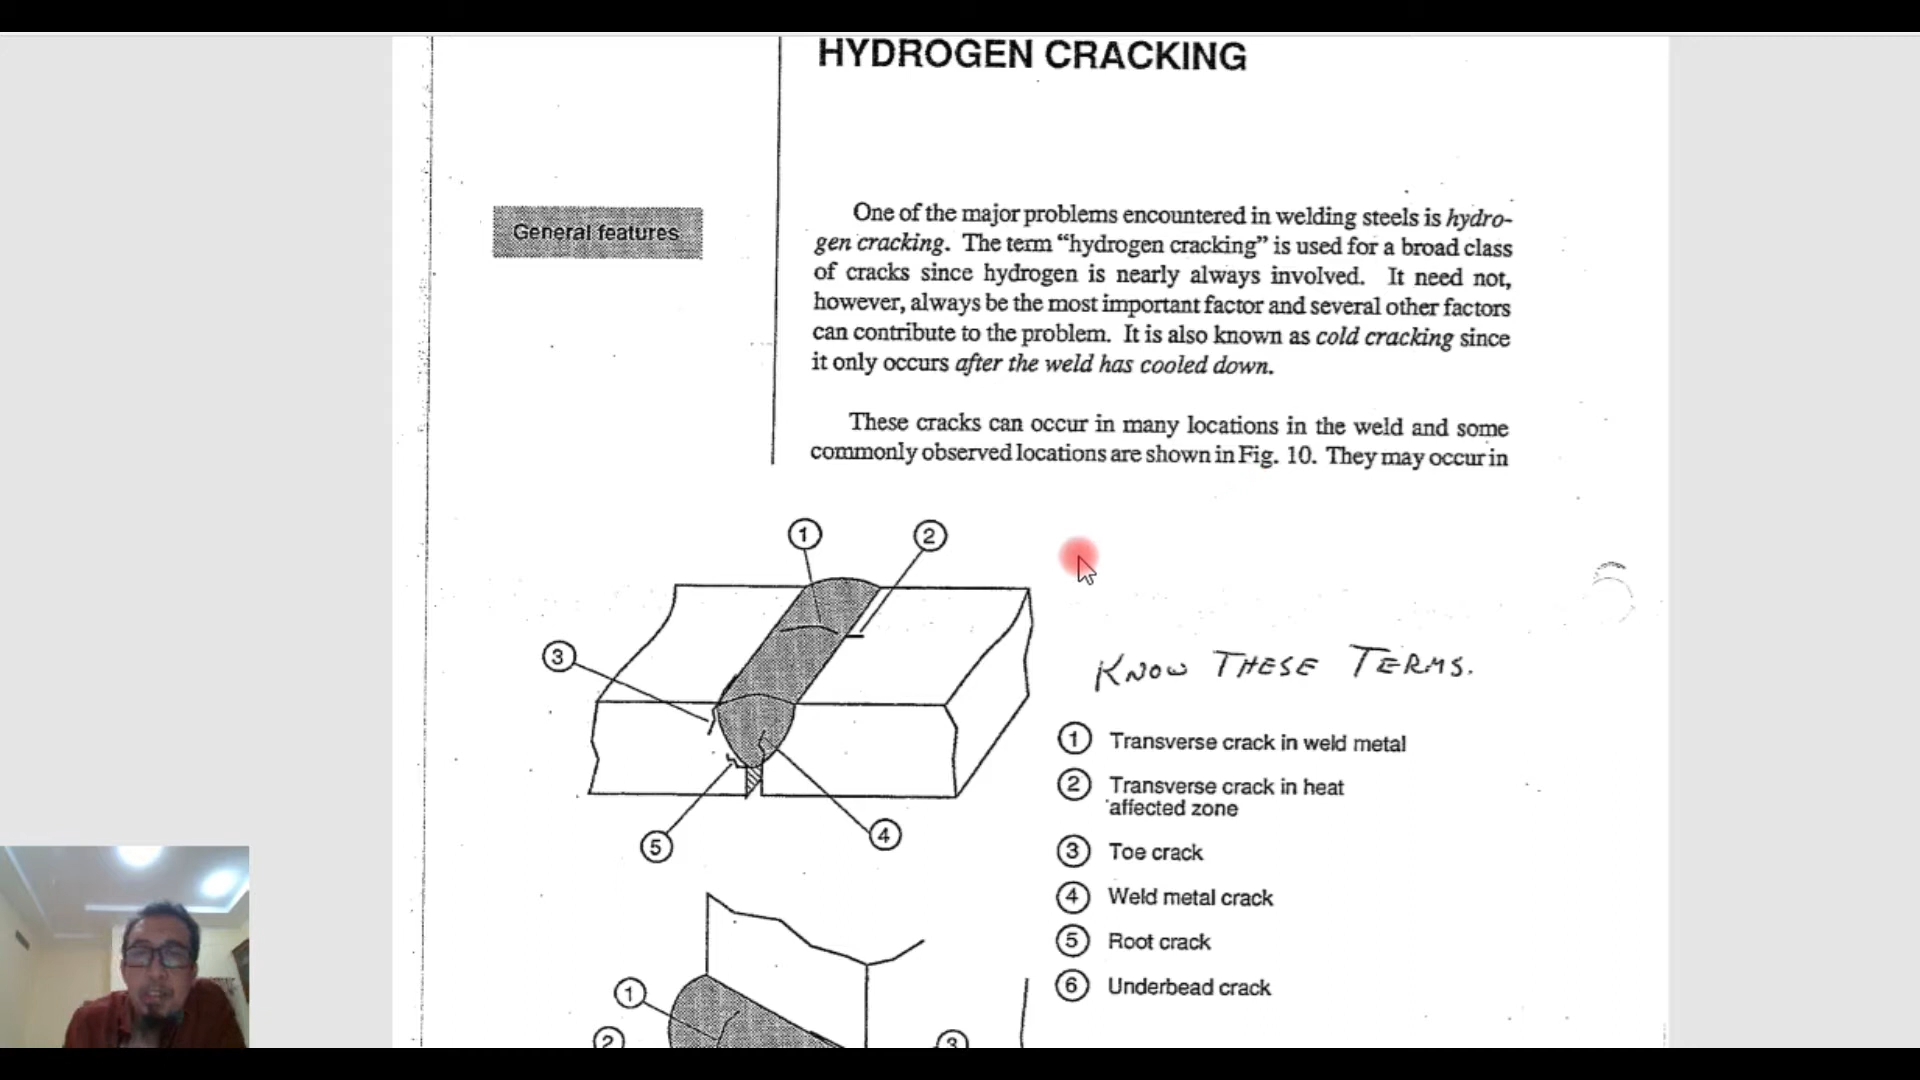 HYDROGEN CRACKING
General features
One of the major problems encountered in welding steels is hydro-
gen cracking. The term “hydrogen cracking” is used for a broad class
of cracks since hydrogen is nearly always involved. It need not,
however, always be the most important factor and several other factors
can contribute to the problem. It is also known as cold cracking since
it only occurs after the weld has cooled down.
These cracks can occur in many locations in the weld and some
commonly observed locations are shown in Fig. 10. They may occur in
1
2
3
5
4
KNOW THESE TERMS.
1 Transverse crack in weld metal
2 Transverse crack in heat
affected zone
3 Toe crack
4 Weld metal crack
5 Root crack
6 Underbead crack
1
2
3